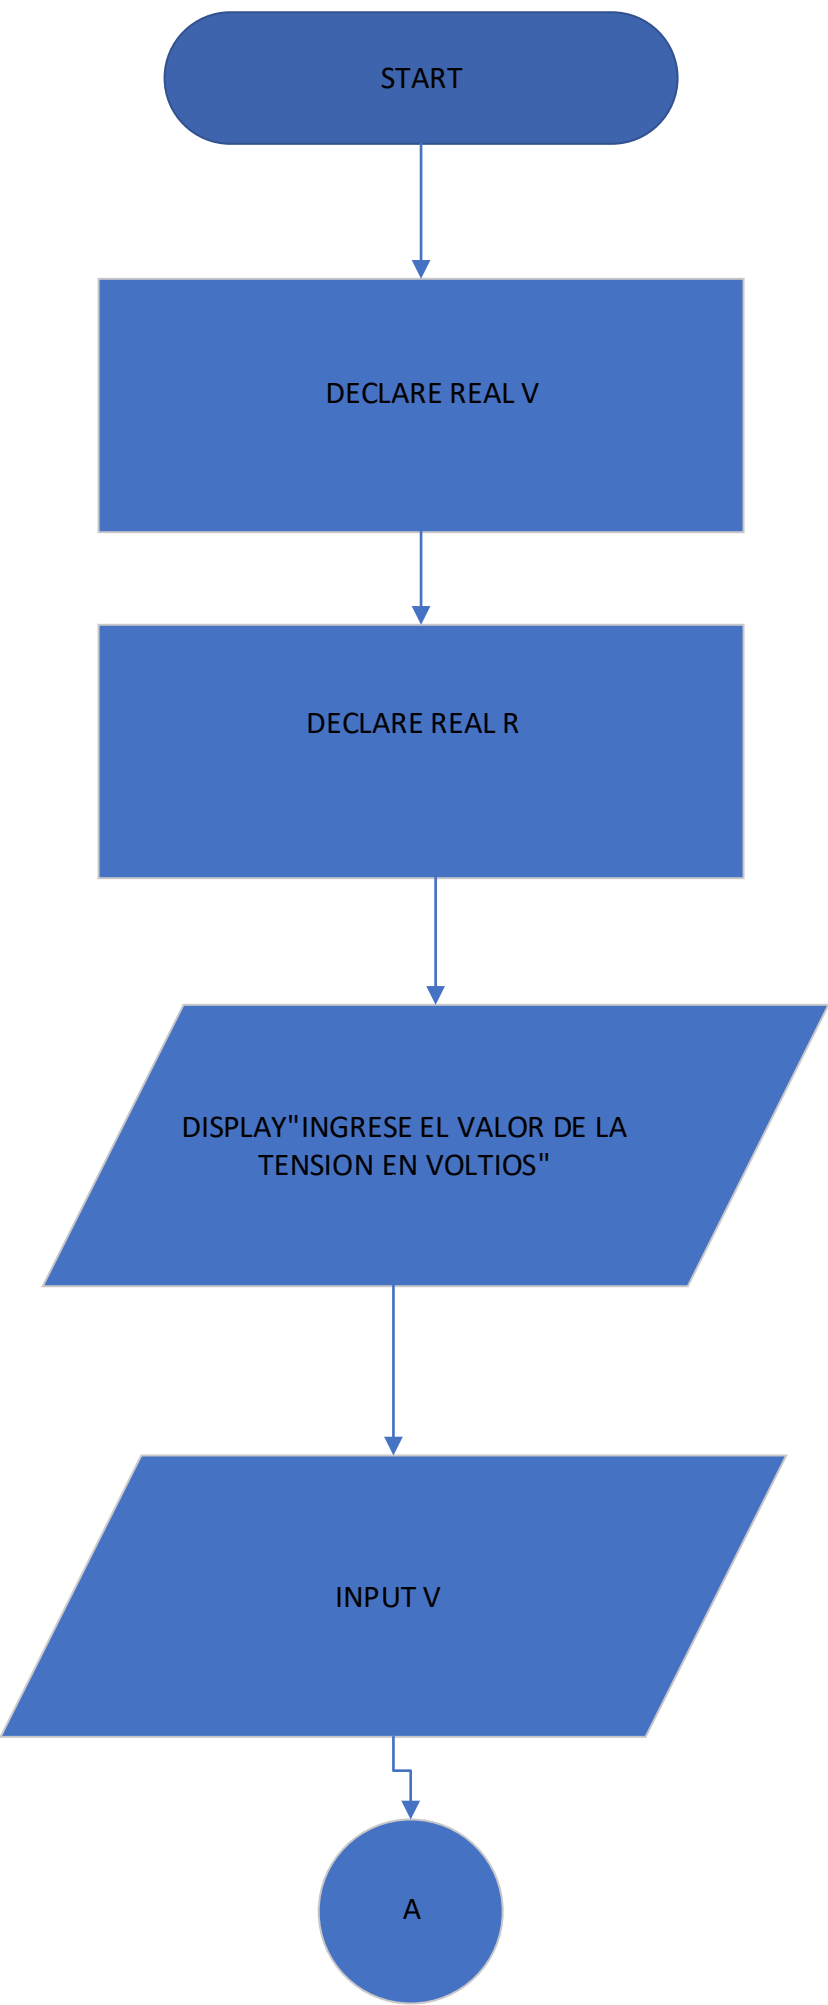 START
DECLARE REAL V
DECLARE REAL R
DISPLAY"INGRESE EL VALOR DE LA
TENSION EN VOLTIOS"
INPUT V
A